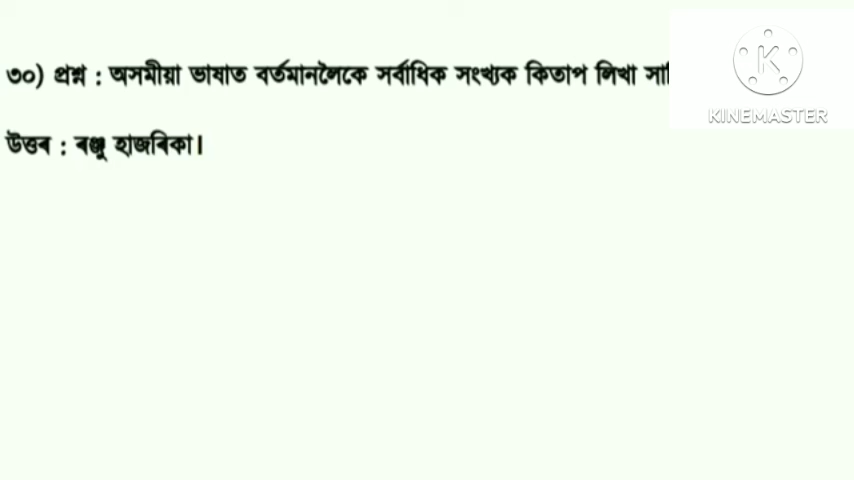 ৩০) প্ৰশ্ন : অসমীয়া ভাষাত বৰ্তমানলৈকে সৰ্বাধিক সংখ্যক কিতাপ লিখা
উত্তৰ : ৰঞ্জু হাজৰিকা।
KINEMASTER